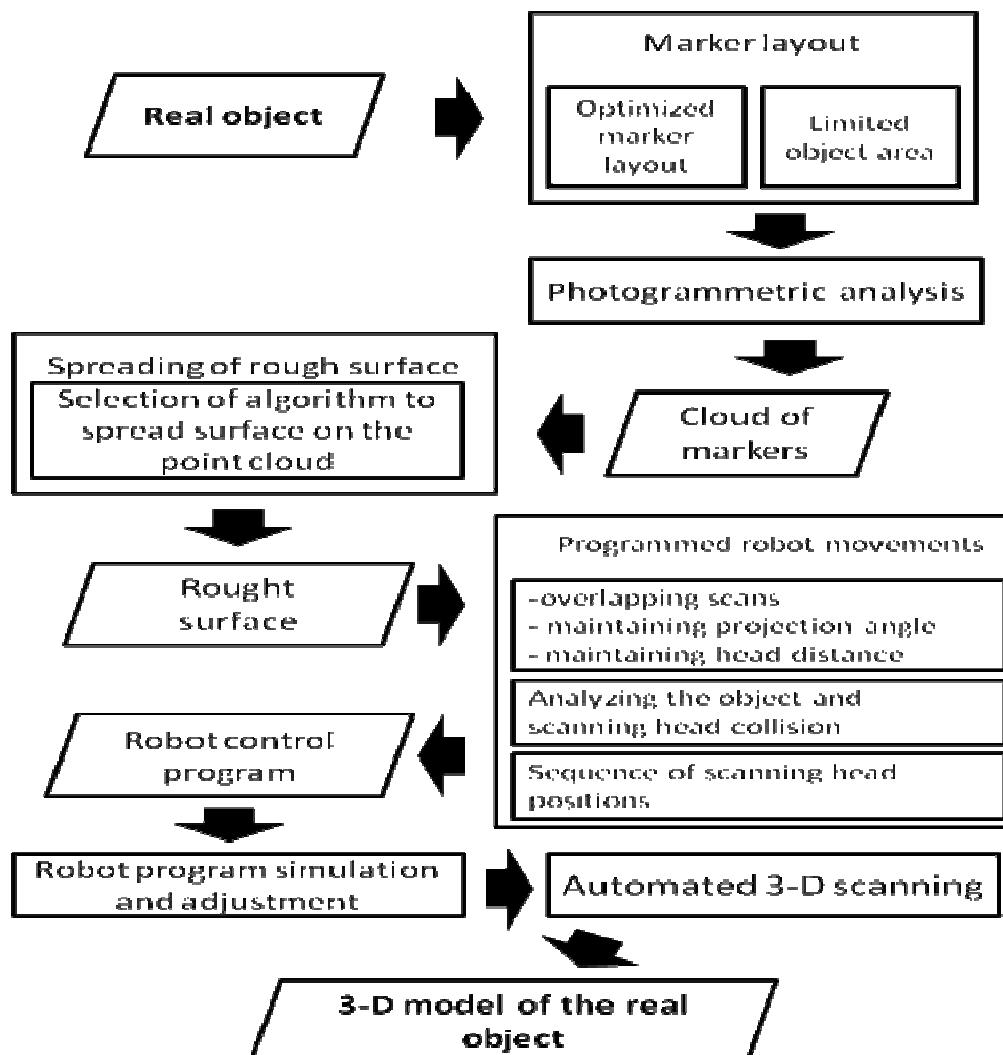 Marker layout
Real object
Optimized
marker
layout
Limited
object area
Photogrammetric analysis
Spreading of rough surface
Selection of algorithm to
spread surface on the
point cloud
Cloud of
markers
Programmed robot movements
Rought
surface
-overlapping scans
- maintaining projection angle
- maintaining head distance
Analyzing the object and
scanning head collision
Robot control
program
Sequence of scanning head
positions
Robot program simulation
and adjustment
Automated 3-D scanning
3-D model of the real
object